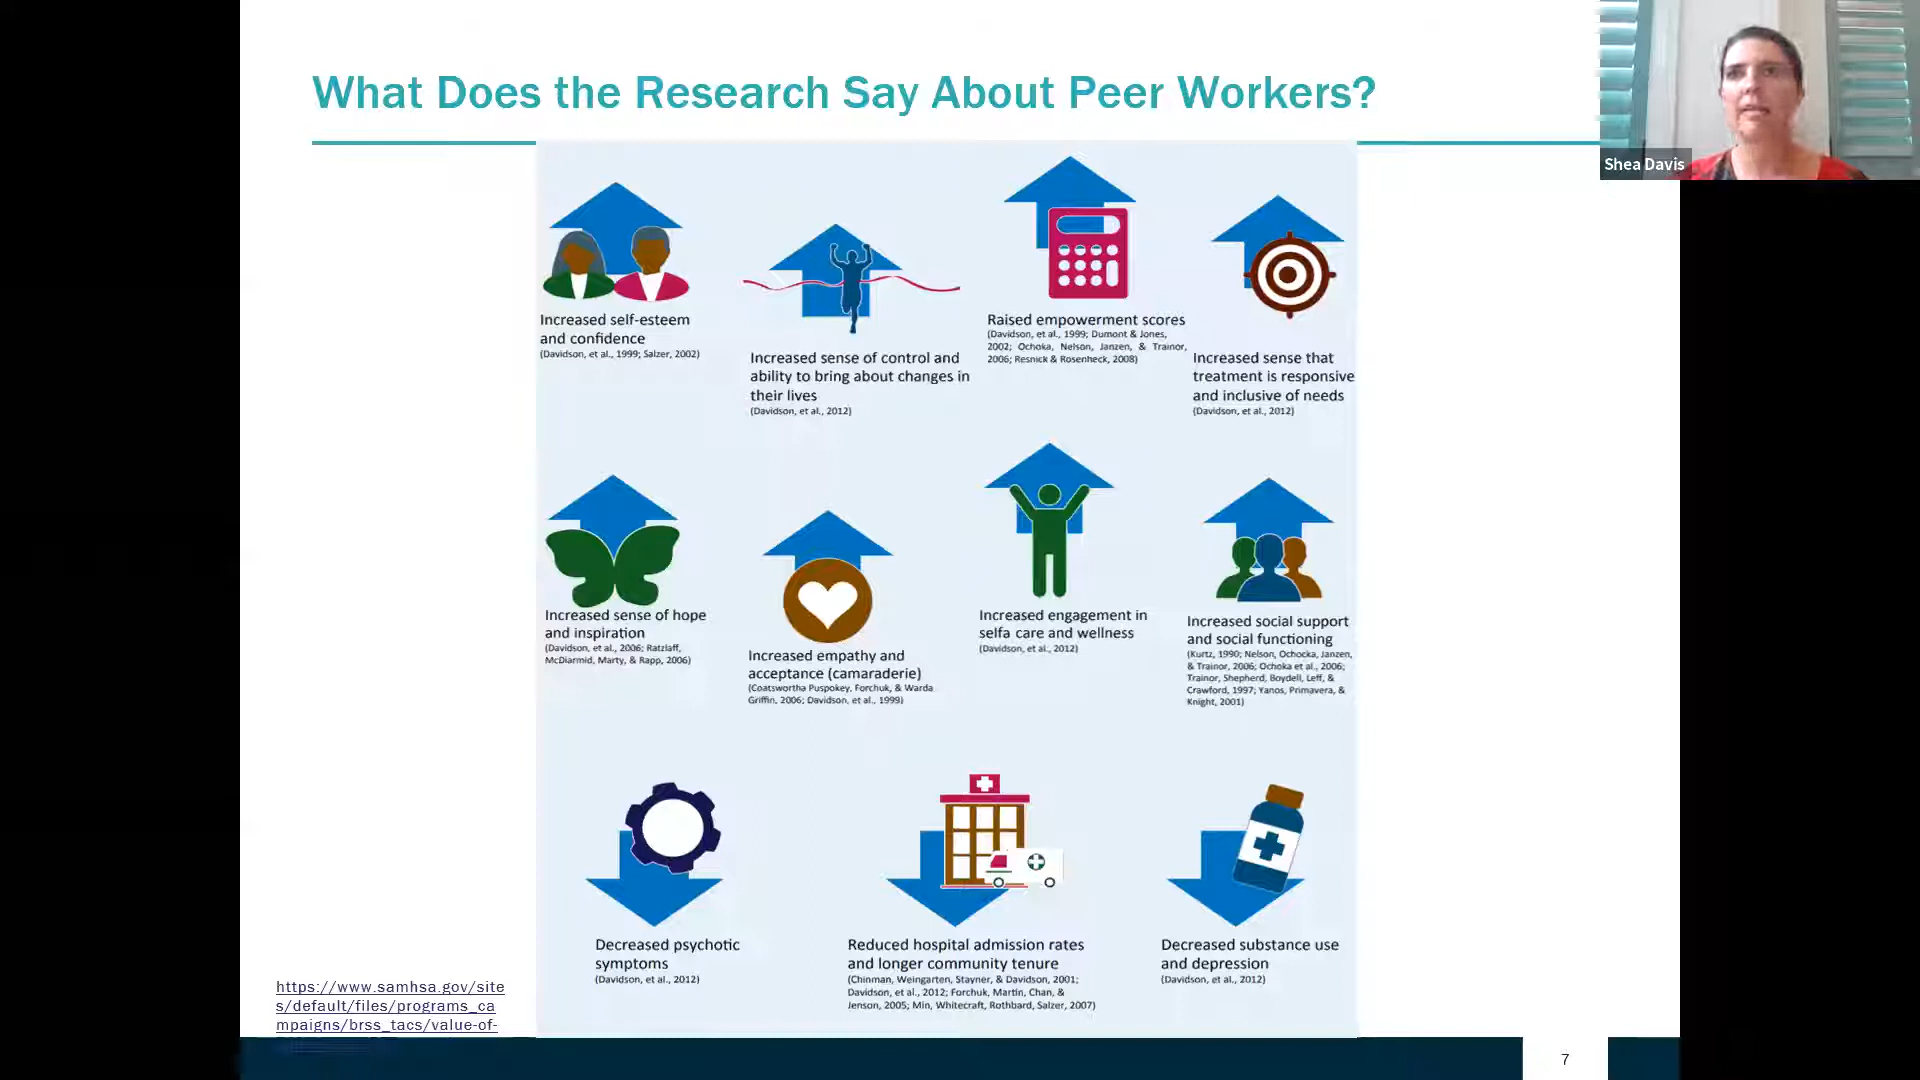 What Does the Research Say About Peer Workers?
Shea Davis
Increased self-esteem
and confidence
(Davidson, et al., 1999; Salzer, 2002)
Increased sense of control and
ability to bring about changes in
their lives
(Davidson, et al., 2012)
Raised empowerment scores
(Davidson, et al., 1999; Dumont & Jones,
2002; Ochoka, Nelson, Janzen, & Trainor,
2006; Resnick & Rosenheck, 2008)
Increased sense that
treatment is responsive
and inclusive of needs
(Davidson, et al., 2012)
Increased sense of hope
and inspiration
(Davidson, et al., 2006; Ratzlaff,
McDiarmid, Marty, & Rapp, 2006)
Increased empathy and
acceptance (camaraderie)
(Coatswortha Puspokey, Forchuk, & Warda
Griffin, 2006; Davidson, et al., 1999)
Increased engagement in
selfa care and wellness
(Davidson, et al., 2012)
Increased social support
and social functioning
(Kurtz, 1990; Nelson, Ochocka, Janzen,
& Trainor, 2006; Ochoka et al., 2006;
Trainor, Shepherd, Boydell, Leff, &
Crawford, 1997; Yanos, Primavera, &
Knight, 2001)
Decreased psychotic
symptoms
(Davidson, et al., 2012)
Reduced hospital admission rates
and longer community tenure
(Chinman, Weingarten, Stayner, & Davidson, 2001;
Davidson, et al., 2012; Forchuk, Martin, Chan, &
Jenson, 2005; Min, Whitecraft, Rothbard, Salzer, 2007)
Decreased substance use
and depression
(Davidson, et al., 2012)
https://www.samhsa.gov/site
s/default/files/programs_ca
mpaigns/brss_tacs/value-of-
7